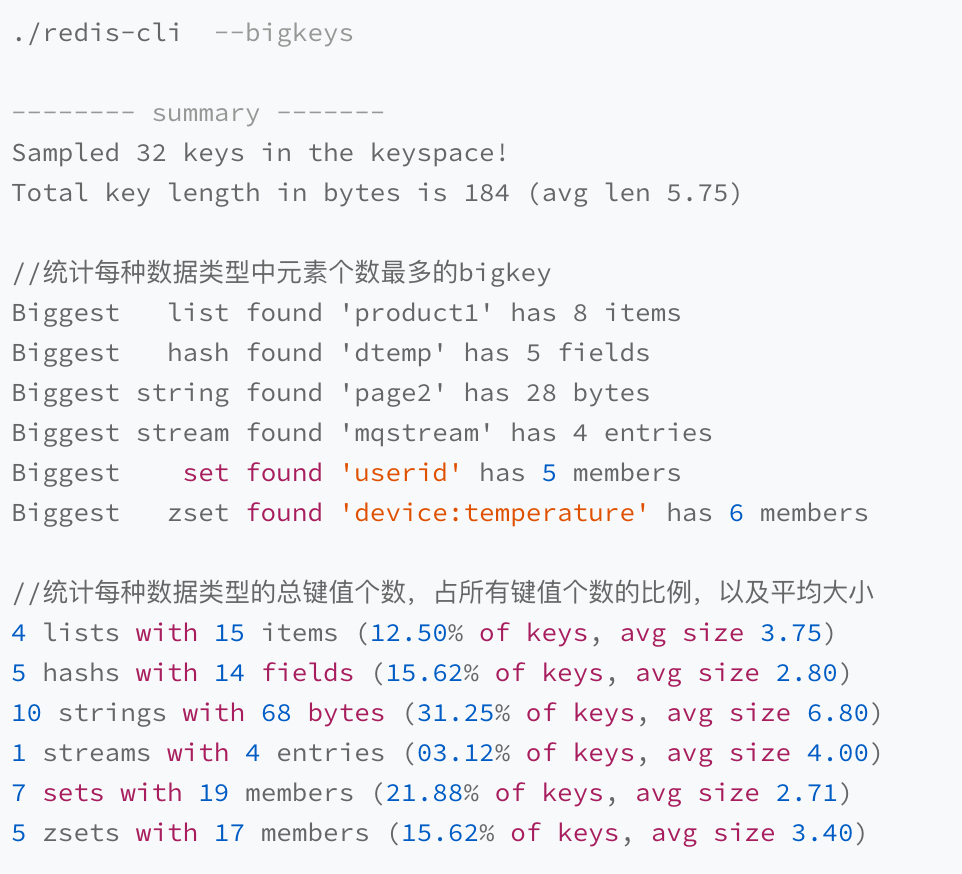 ./redis-cli  --bigkeys
-------- summary -------
Sampled 32 keys in the keyspace!
Total key length in bytes is 184 (avg len 5.75)
//统计每种数据类型中元素个数最多的bigkey
Biggest   list found 'product1' has 8 items
Biggest   hash found 'dtemp' has 5 fields
Biggest string found 'page2' has 28 bytes
Biggest stream found 'mqstream' has 4 entries
Biggest    set found 'userid' has 5 members
Biggest   zset found 'device:temperature' has 6 members
//统计每种数据类型的总键值个数，占所有键值个数的比例，以及平均大小
4 lists with 15 items (12.50% of keys, avg size 3.75)
5 hashs with 14 fields (15.62% of keys, avg size 2.80)
10 strings with 68 bytes (31.25% of keys, avg size 6.80)
1 streams with 4 entries (03.12% of keys, avg size 4.00)
7 sets with 19 members (21.88% of keys, avg size 2.71)
5 zsets with 17 members (15.62% of keys, avg size 3.40)